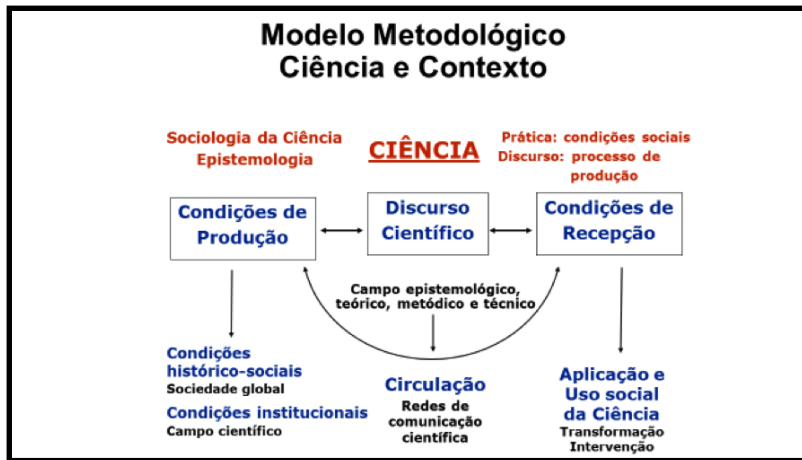 Modelo Metodológico
Ciência e Contexto
Sociologia da Ciência
Epistemologia
CIÊNCIA
Prática: condições sociais
Discurso: processo de
produção
Condições de
Produção
Discurso
Científico
Condições de
Recepção
Campo epistemológico,
teórico, metódico e técnico
Condições
histórico-sociais
Sociedade global
Condições institucionais
Campo científico
Circulação
Redes de
comunicação
científica
Aplicação e
Uso social
da Ciência
Transformação
Intervenção